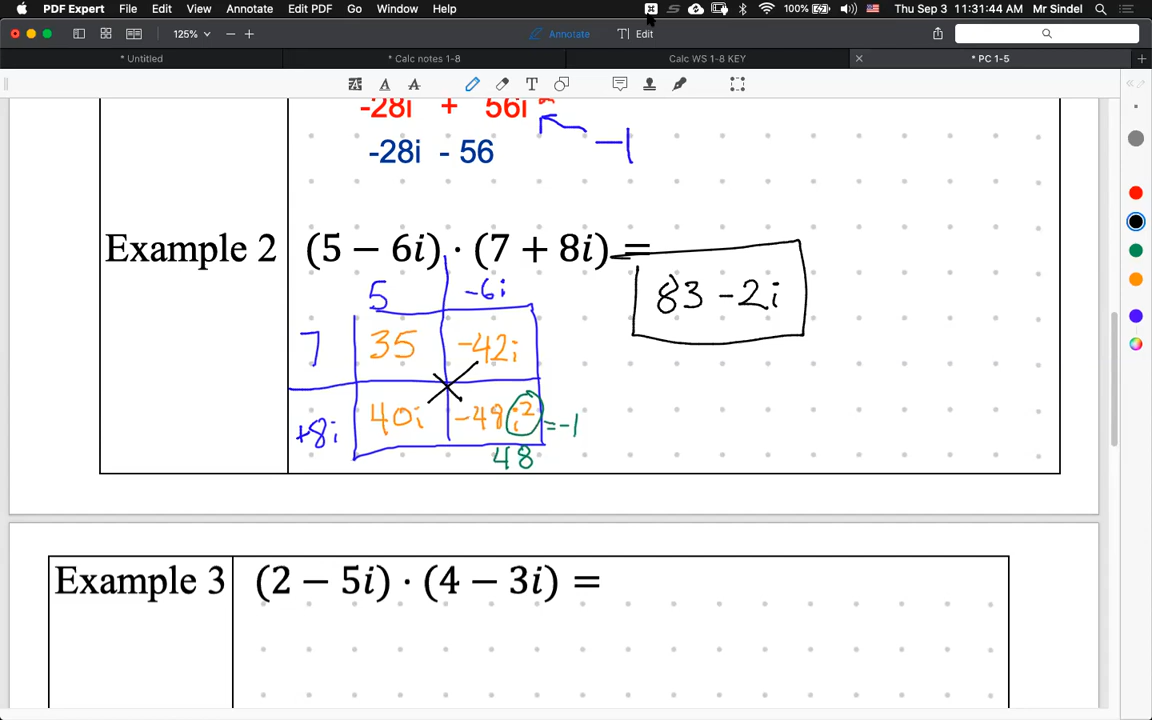 PDF Expert File Edit View Annotate Edit PDF Go Window Help 100% Thu Sep 3 11:31:44 AM Mr Sindel
125% Annotate Edit
* Untitled * Calc notes 1-8 Calc WS 1-8 KEY * PC 1-5
T
-28i + 56i ²
-1
-28i - 56
Example 2 (5 − 6i) · (7 + 8i) =
83 - 2i
5 -6i
7 35 -42i
+8i 40i -48i² = -1
48
Example 3 (2 − 5i) · (4 − 3i) =